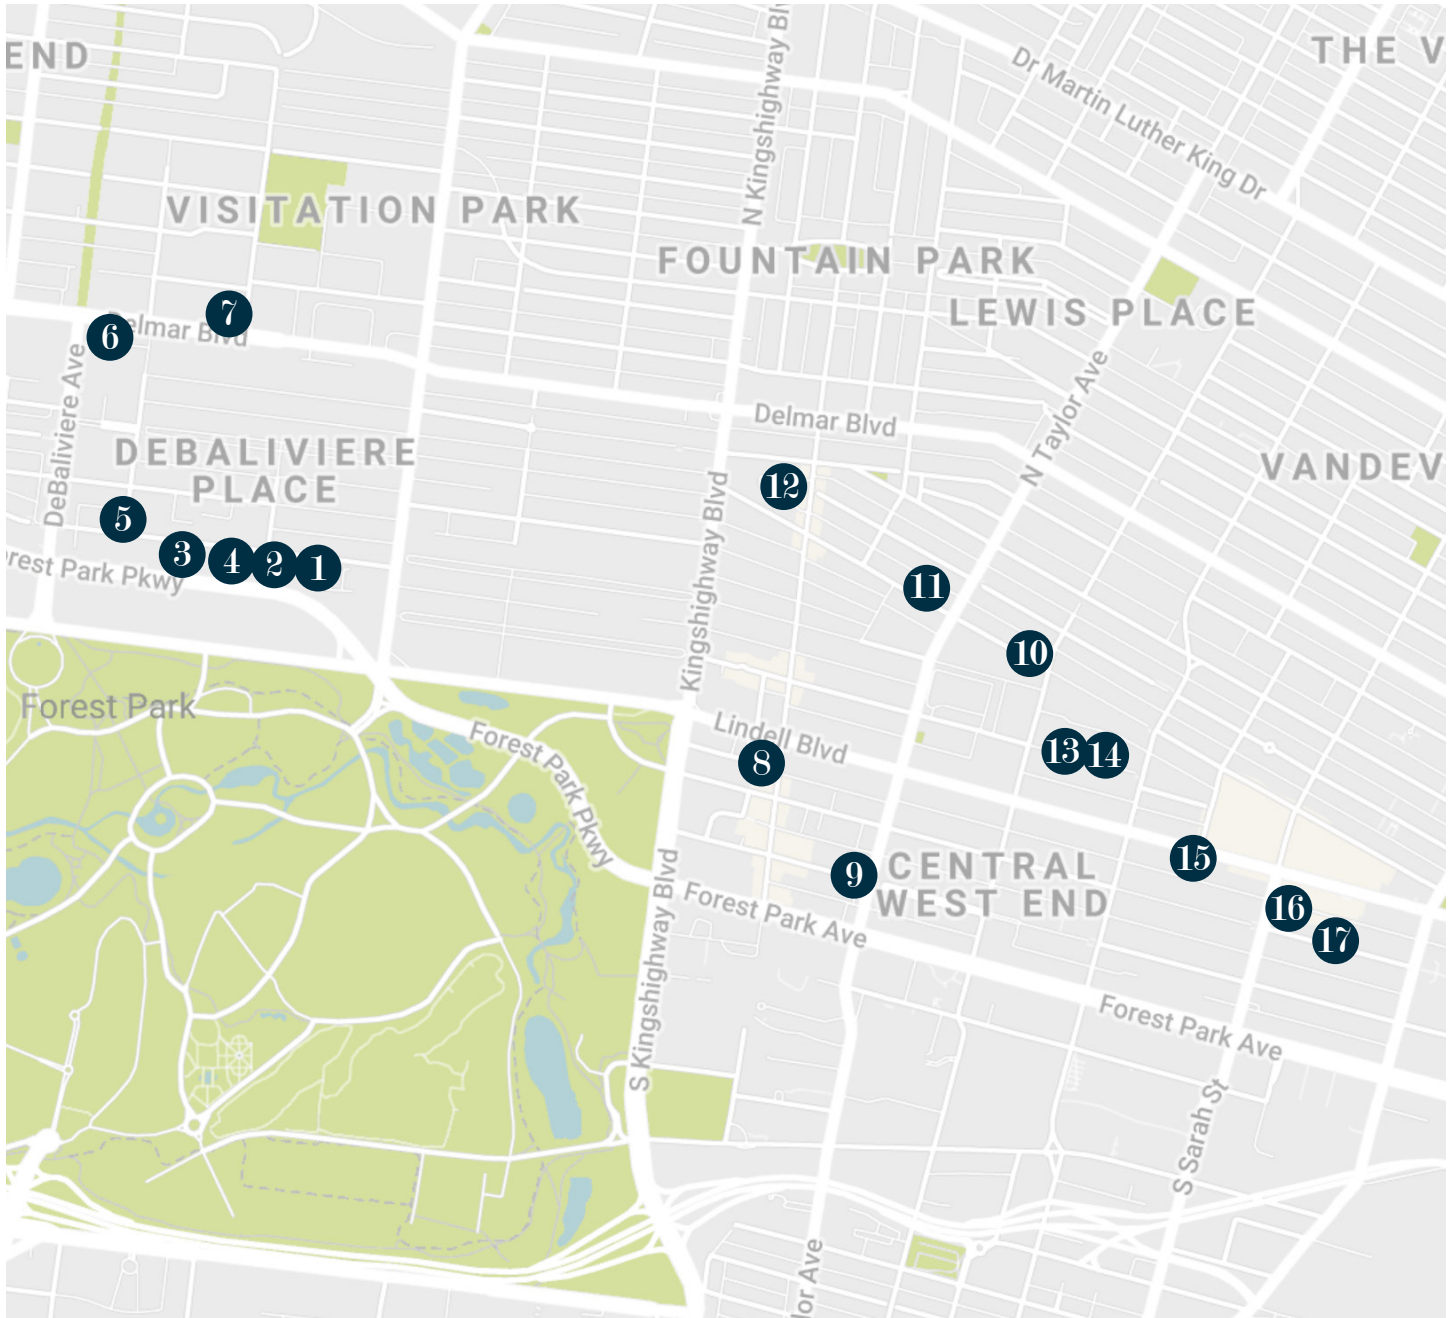 END
THE V
Dr Martin Luther King Dr
N Kingshighway Blv
VISITATION PARK
FOUNTAIN PARK
LEWIS PLACE
7
6
Delmar Blvd
DeBaliviere Ave
N Taylor Ave
Delmar Blvd
DEBALIVIERE
PLACE
VANDEV
12
5
Kingshighway Blvd
3
4
2
1
rest Park Pkwy
11
10
Forest Park
Forest Park Pkwy
Lindell Blvd
8
13
14
15
9
CENTRAL
WEST END
Forest Park Ave
16
17
S Kingshighway Blvd
Forest Park Ave
S Sarah St
lor Ave